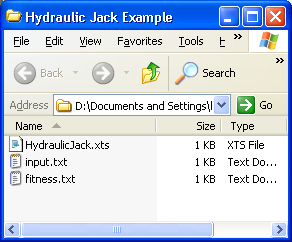 Hydraulic Jack Example
File Edit View Favorites Tools H »
Back Search »
Address D:\Documents and Settings\l Go
Name Size Type
HydraulicJack.xts 1 KB XTS File
input.txt 1 KB Text Do...
fitness.txt 1 KB Text Do...